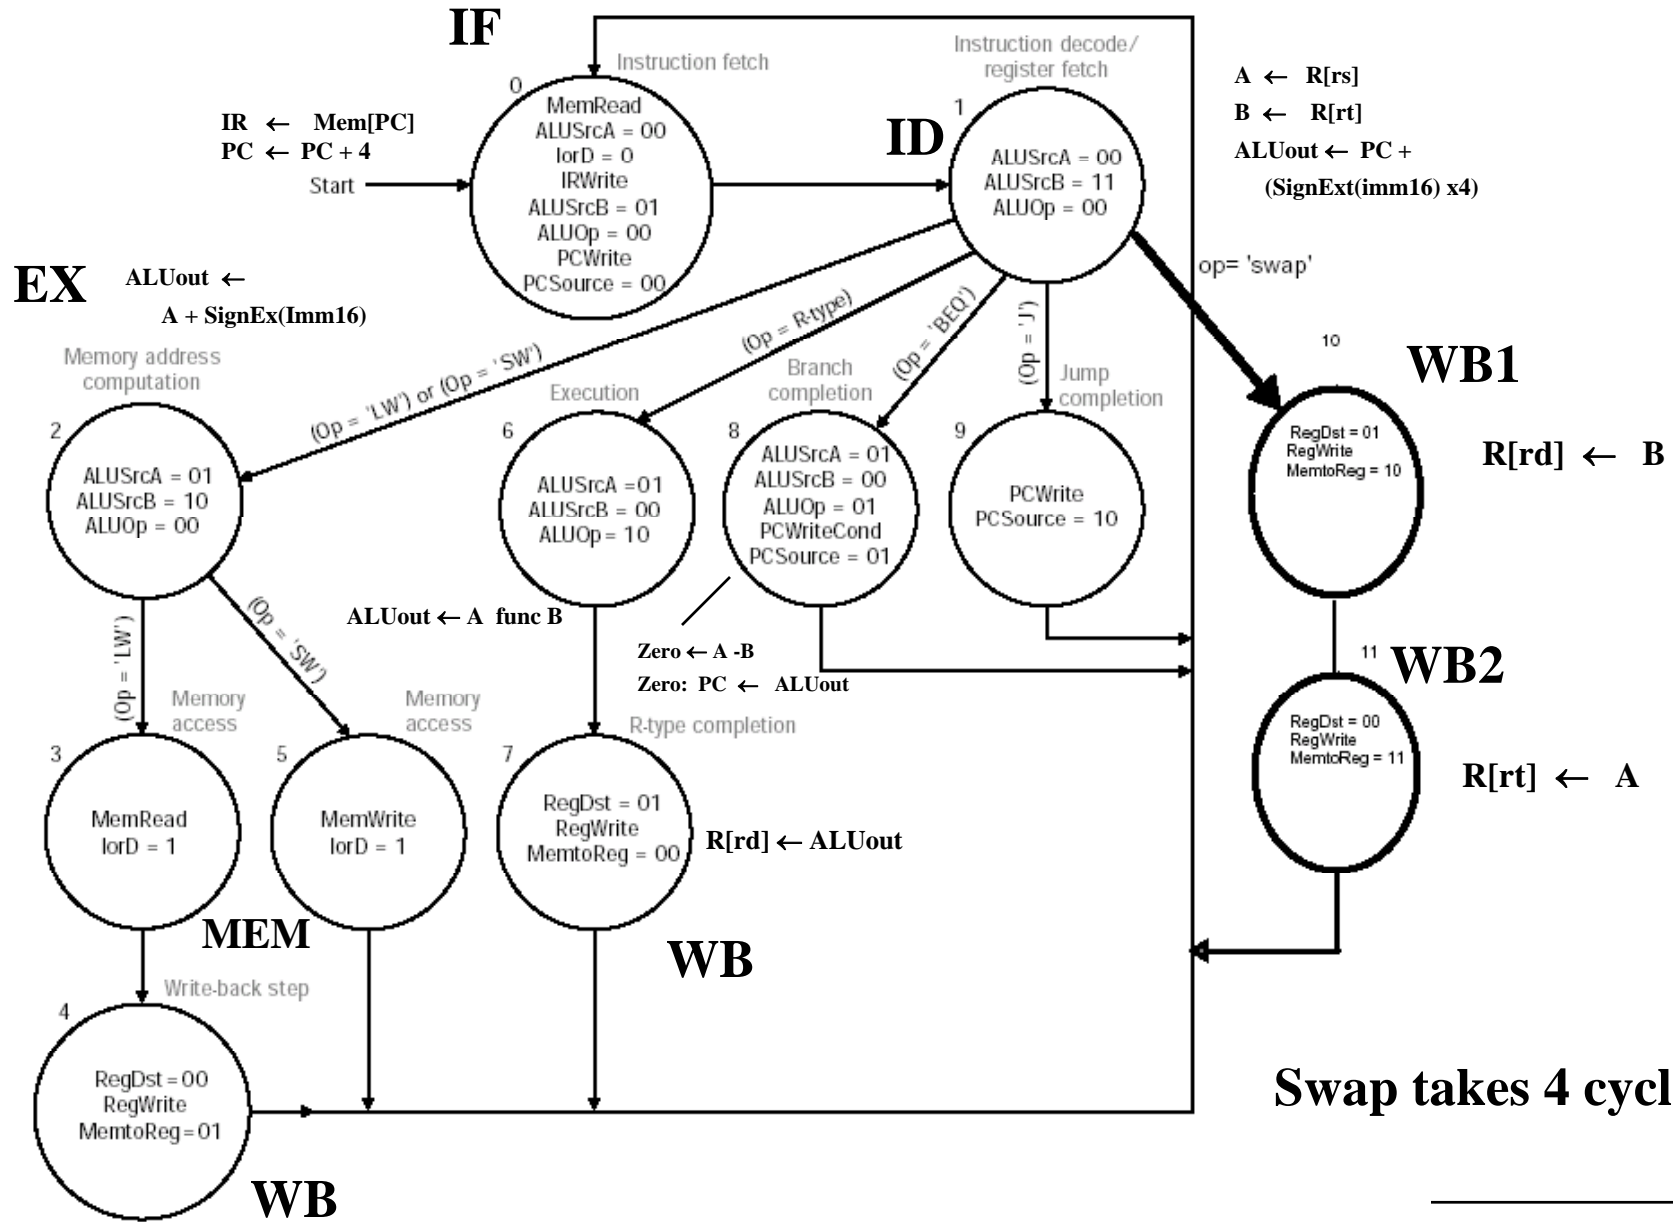 IF
Instruction fetch
0
MemRead
ALUSrcA = 00
IorD = 0
IRWrite
ALUSrcB = 01
ALUOp = 00
PCWrite
PCSource = 00
IR ← Mem[PC]
PC ← PC + 4
Start
Instruction decode/
register fetch
1
ID
ALUSrcA = 00
ALUSrcB = 11
ALUOp = 00
A ← R[rs]
B ← R[rt]
ALUout ← PC +
(SignExt(imm16) x4)
op= 'swap'
EX
ALUout ←
A + SignEx(Imm16)
(Op = 'LW') or (Op = 'SW')
(Op = R-type)
(Op = 'BEQ')
(Op = 'J')
Memory address
computation
2
ALUSrcA = 01
ALUSrcB = 10
ALUOp = 00
Execution
6
ALUSrcA =01
ALUSrcB = 00
ALUOp= 10
ALUout ← A func B
Branch
completion
8
ALUSrcA = 01
ALUSrcB = 00
ALUOp = 01
PCWriteCond
PCSource = 01
Zero ← A -B
Zero: PC ← ALUout
Jump
completion
9
PCWrite
PCSource = 10
10
WB1
RegDst = 01
RegWrite
MemtoReg = 10
R[rd] ← B
11
WB2
RegDst = 00
RegWrite
MemtoReg = 11
R[rt] ← A
(Op = 'LW')
(Op = 'SW')
Memory
access
3
MemRead
IorD = 1
Memory
access
5
MemWrite
IorD = 1
MEM
R-type completion
7
RegDst = 01
RegWrite
MemtoReg = 00
R[rd] ← ALUout
WB
Write-back step
4
RegDst=00
RegWrite
MemtoReg=01
WB
Swap takes 4 cycl